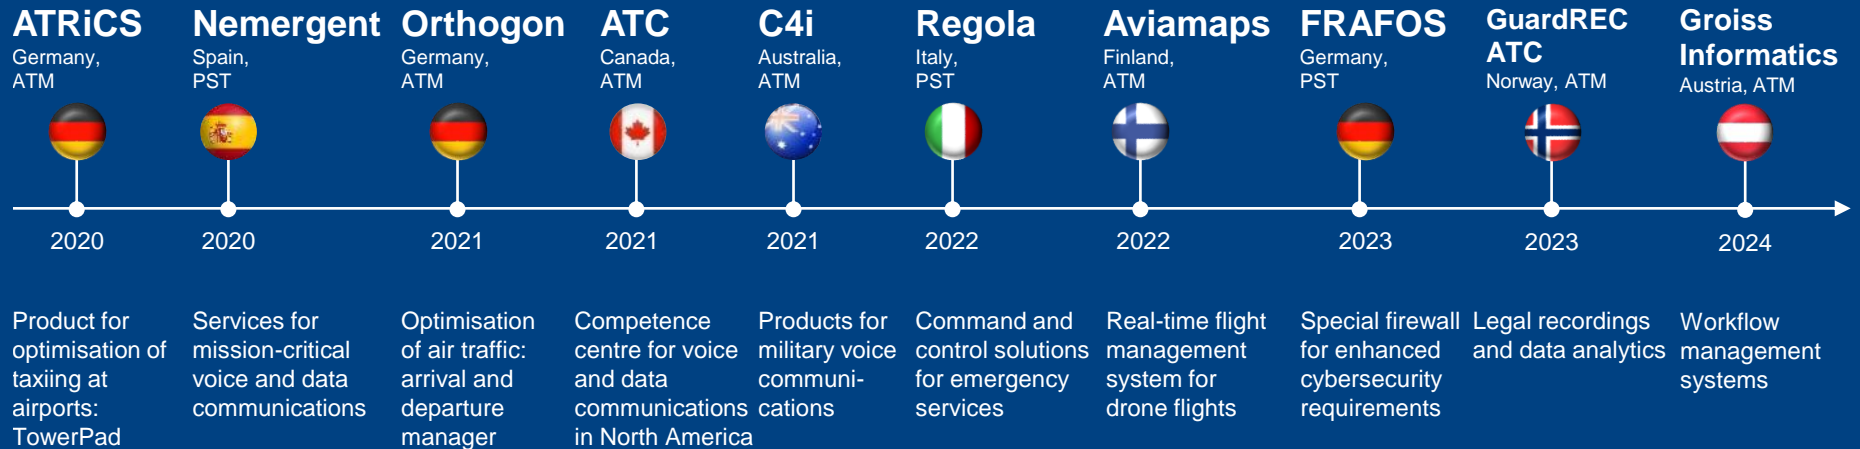 ATRiCS
Germany,
ATM
2020
Product for
optimisation of
taxiing at
airports:
TowerPad
Nemergent
Spain,
PST
2020
Services for
mission-critical
voice and data
communications
Orthogon
Germany,
ATM
2021
Optimisation
of air traffic:
arrival and
departure
manager
ATC
Canada,
ATM
2021
Competence
centre for voice
and data
communications
in North America
C4i
Australia,
ATM
2021
Products for
military voice
communi-
cations
Regola
Italy,
PST
2022
Command and
control solutions
for emergency
services
Aviamaps
Finland,
ATM
2022
Real-time flight
management
system for
drone flights
FRAFOS
Germany,
PST
2023
Special firewall
for enhanced
cybersecurity
requirements
GuardREC
ATC
Norway, ATM
2023
Legal recordings
and data analytics
Groiss
Informatics
Austria, ATM
2024
Workflow
management
systems